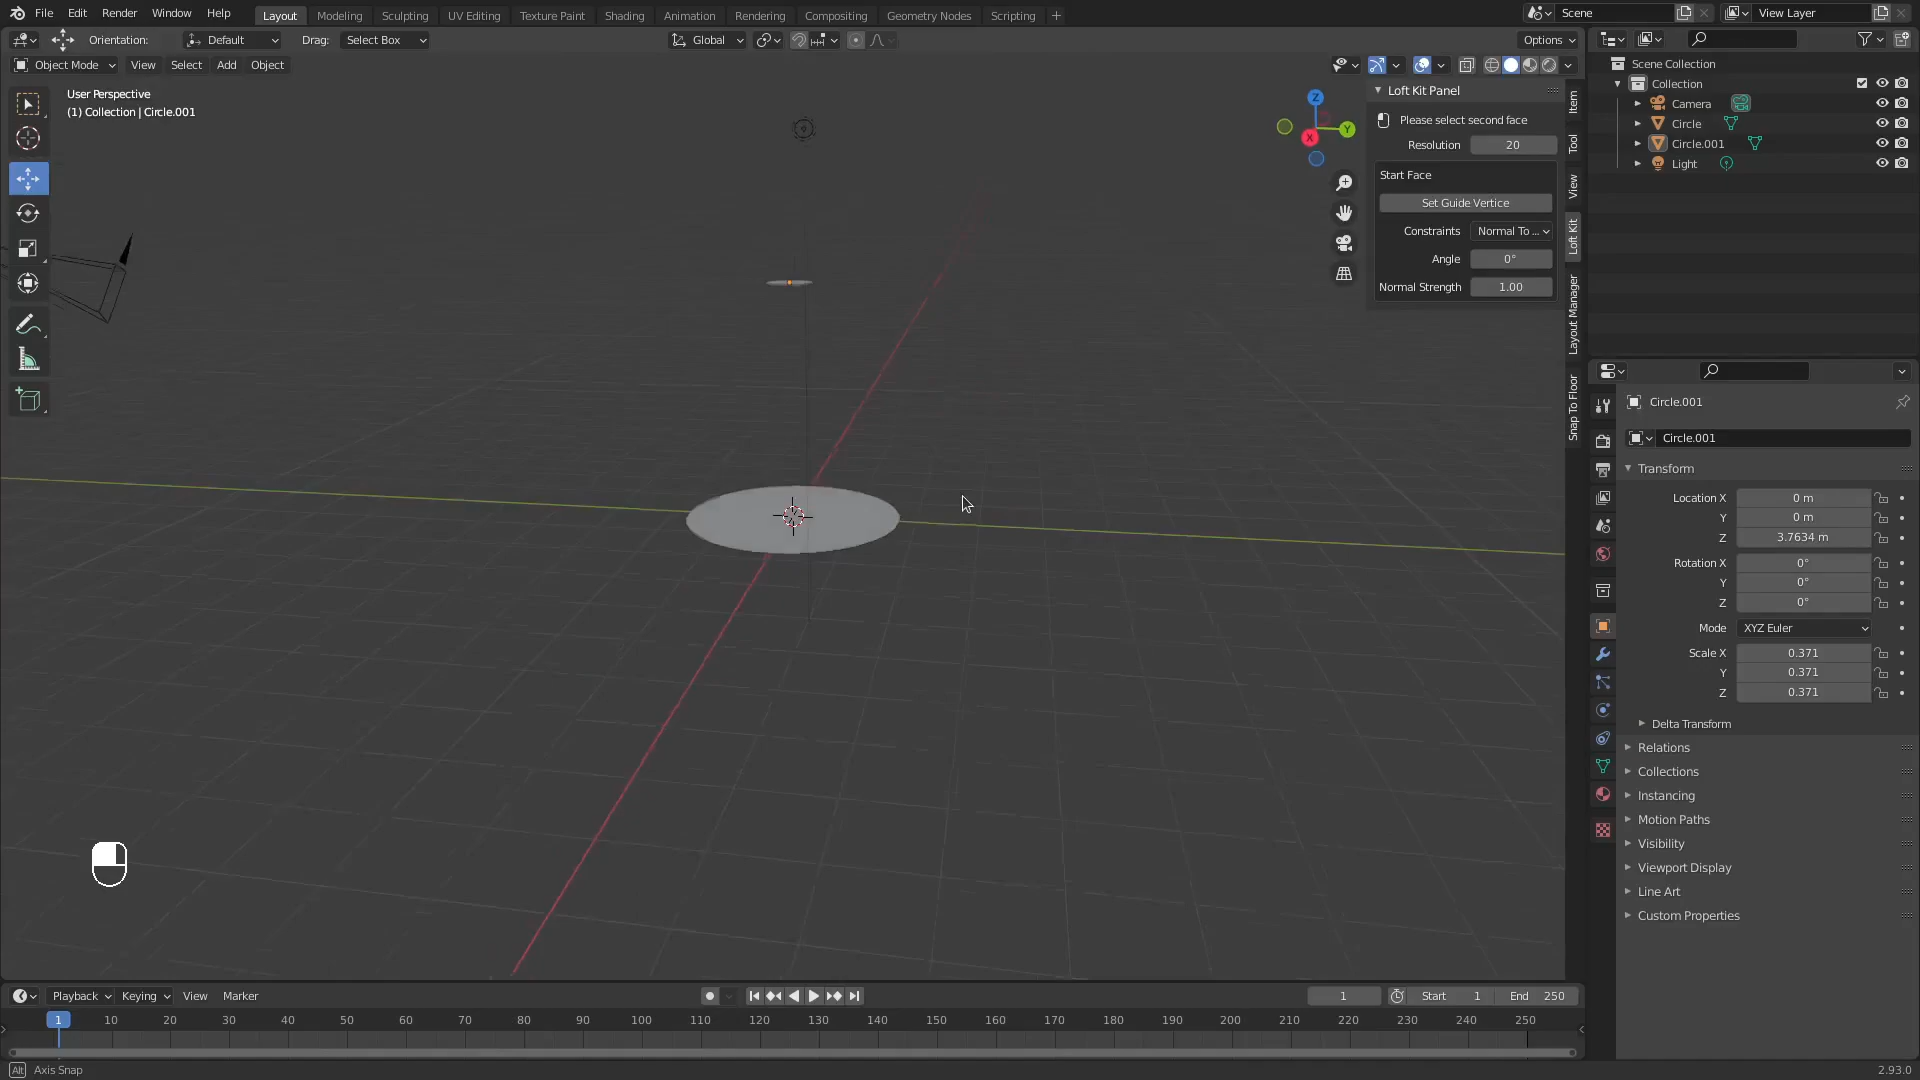 File Edit Render Window Help Layout Modeling Sculpting UV Editing Texture Paint Shading Animation Rendering Compositing Geometry Nodes Scripting Scene View Layer
Orientation: Default Drag: Select Box Global Options
Object Mode View Select Add Object
User Perspective
(1) Collection | Circle.001
Z
Y
X
Loft Kit Panel
Please select second face
Resolution 20
Start Face
Set Guide Vertice
Constraints Normal To ...
Angle 0°
Normal Strength 1.00
Item
Tool
View
Loft Kit
Layout Manager
Snap To Floor
Scene Collection
Collection
Camera
Circle
Circle.001
Light
Circle.001
Circle.001
Transform
Location X 0 m
Y 0 m
Z 3.7634 m
Rotation X 0°
Y 0°
Z 0°
Mode XYZ Euler
Scale X 0.371
Y 0.371
Z 0.371
Delta Transform
Relations
Collections
Instancing
Motion Paths
Visibility
Viewport Display
Line Art
Custom Properties
Playback Keying View Marker 1 Start 1 End 250
1 10 20 30 40 50 60 70 80 90 100 110 120 130 140 150 160 170 180 190 200 210 220 230 240 250
Alt Axis Snap 2.93.0